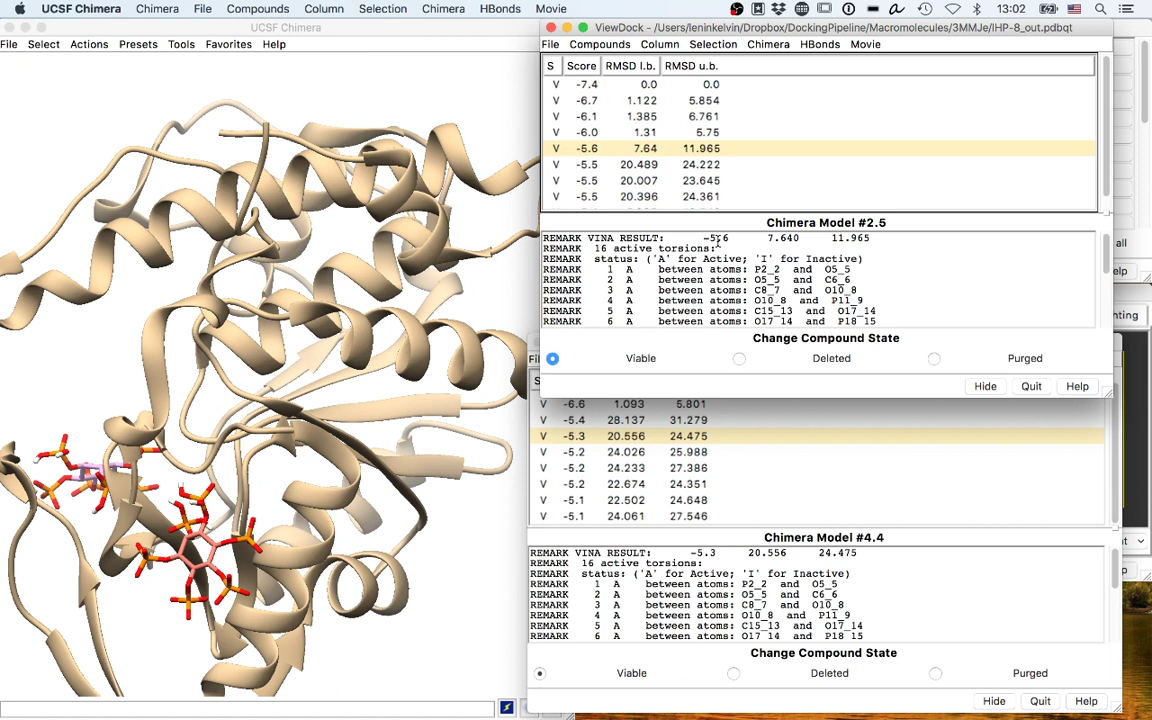 UCSF Chimera Chimera File Compounds Column Selection Chimera HBonds Movie 13:02
UCSF Chimera
File Select Actions Presets Tools Favorites Help
ViewDock - /Users/leninkelvin/Dropbox/DockingPipeline/Macromolecules/3MMJe/IHP-8_out.pdbqt
File Compounds Column Selection Chimera HBonds Movie
S Score RMSD l.b. RMSD u.b.
V -7.4 0.0 0.0
V -6.7 1.122 5.854
V -6.1 1.385 6.761
V -6.0 1.31 5.75
V -5.6 7.64 11.965
V -5.5 20.489 24.222
V -5.5 20.007 23.645
V -5.5 20.396 24.361
Chimera Model #2.5
REMARK VINA RESULT: -5.6 7.640 11.965
REMARK 16 active torsions:
REMARK status: ('A' for Active; 'I' for Inactive)
REMARK 1 A between atoms: P2_2 and O5_5
REMARK 2 A between atoms: O5_5 and C6_6
REMARK 3 A between atoms: C8_7 and O10_8
REMARK 4 A between atoms: O10_8 and P11_9
REMARK 5 A between atoms: C15_13 and O17_14
REMARK 6 A between atoms: O17_14 and P18_15
Change Compound State
Viable Deleted Purged
Hide Quit Help
all
elp
hting
Fil
S
V -6.6 1.093 5.801
V -5.4 28.137 31.279
V -5.3 20.556 24.475
V -5.2 24.026 25.988
V -5.2 24.233 27.386
V -5.2 22.674 24.351
V -5.1 22.502 24.648
V -5.1 24.061 27.546
Chimera Model #4.4
REMARK VINA RESULT: -5.3 20.556 24.475
REMARK 16 active torsions:
REMARK status: ('A' for Active; 'I' for Inactive)
REMARK 1 A between atoms: P2_2 and O5_5
REMARK 2 A between atoms: O5_5 and C6_6
REMARK 3 A between atoms: C8_7 and O10_8
REMARK 4 A between atoms: O10_8 and P11_9
REMARK 5 A between atoms: C15_13 and O17_14
REMARK 6 A between atoms: O17_14 and P18_15
Change Compound State
Viable Deleted Purged
Hide Quit Help